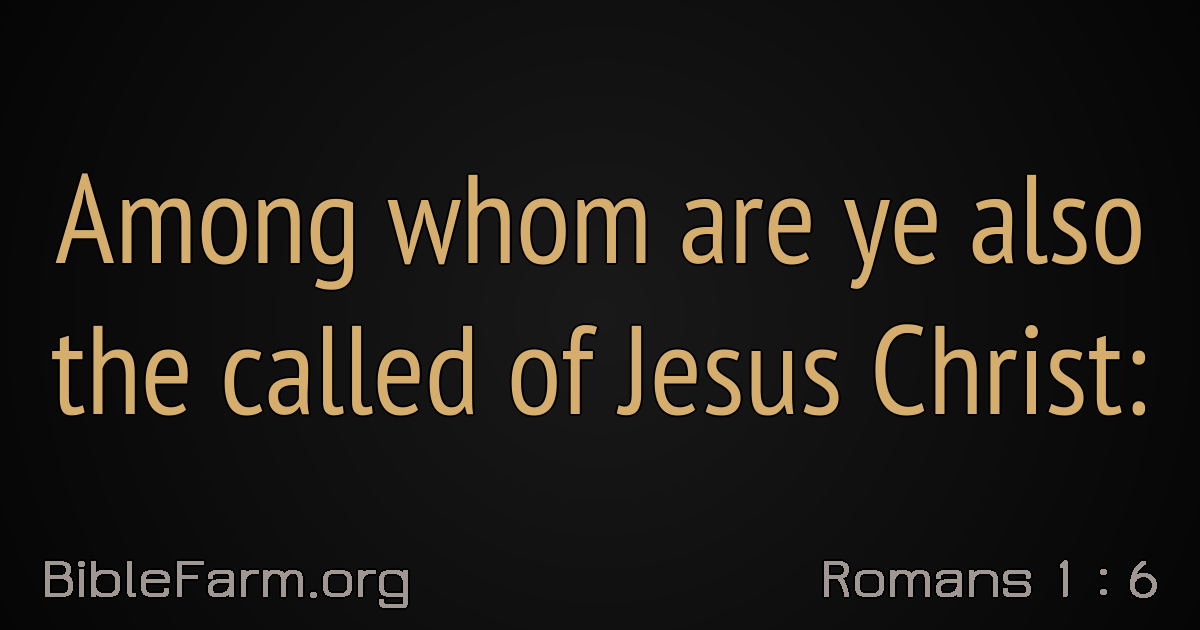 Among whom are ye also
the called of Jesus Christ:
BibleFarm.org
Romans 1 : 6